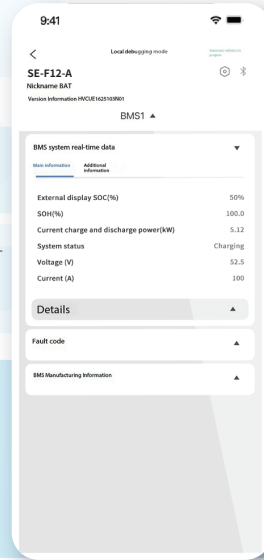 9:41
Local debugging mode
SE-F12-A
Nickname BAT
Version Information HVCUE1625103N01
BMS1 ▲
BMS system real-time data ▼
Main information Additional information
External display SOC(%) 50%
SOH(%) 100.0
Current charge and discharge power(kW) 5.12
System status Charging
Voltage (V) 52.5
Current (A) 100
Details ▲
Fault code ▲
BMS Manufacturing Information ▲